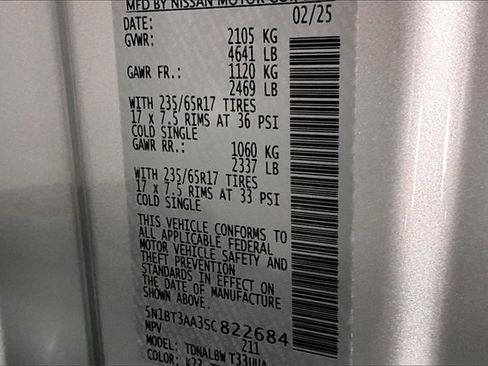 MFD BY NISSAN MOTOR CO
DATE: 02/25
GVWR: 2105 KG
4641 LB
GAWR FR.: 1120 KG
2469 LB
WITH 235/65R17 TIRES
17 x 7.5 RIMS AT 36 PSI
COLD SINGLE
GAWR RR.: 1060 KG
2337 LB
WITH 235/65R17 TIRES
17 x 7.5 RIMS AT 33 PSI
COLD SINGLE
THIS VEHICLE CONFORMS TO
ALL APPLICABLE FEDERAL
MOTOR VEHICLE SAFETY AND
THEFT PREVENTION
STANDARDS IN EFFECT ON
THE DATE OF MANUFACTURE
SHOWN ABOVE.
5N1BT3AA3SC822684
MPV 211
MODEL: TDNALBW T33UUA
COLOR: K23